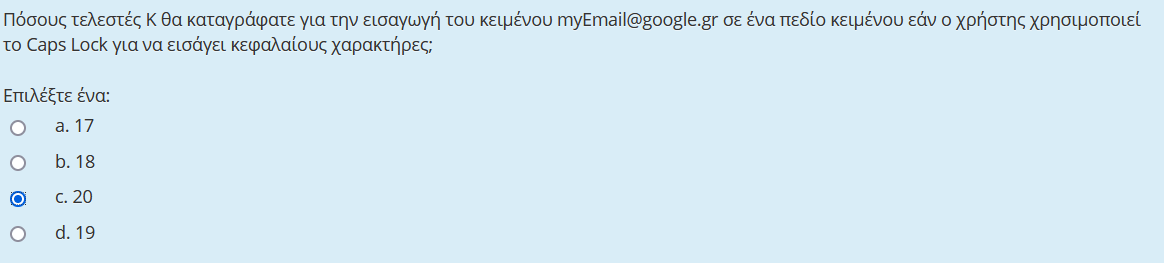 Πόσους τελεστές Κ θα καταγράφατε για την εισαγωγή του κειμένου myEmail@google.gr σε ένα πεδίο κειμένου εάν ο χρήστης χρησιμοποιεί
το Caps Lock για να εισάγει κεφαλαίους χαρακτήρες;
Επιλέξτε ένα:
a. 17
b. 18
c. 20
d. 19